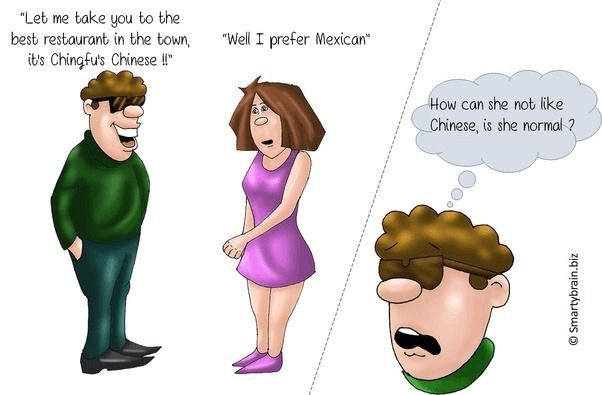 "Let me take you to the
best restaurant in the town,
it's Chingfu's Chinese !!"
"Well I prefer Mexican"
How can she not like
Chinese, is she normal ?
© Smartybrain.biz